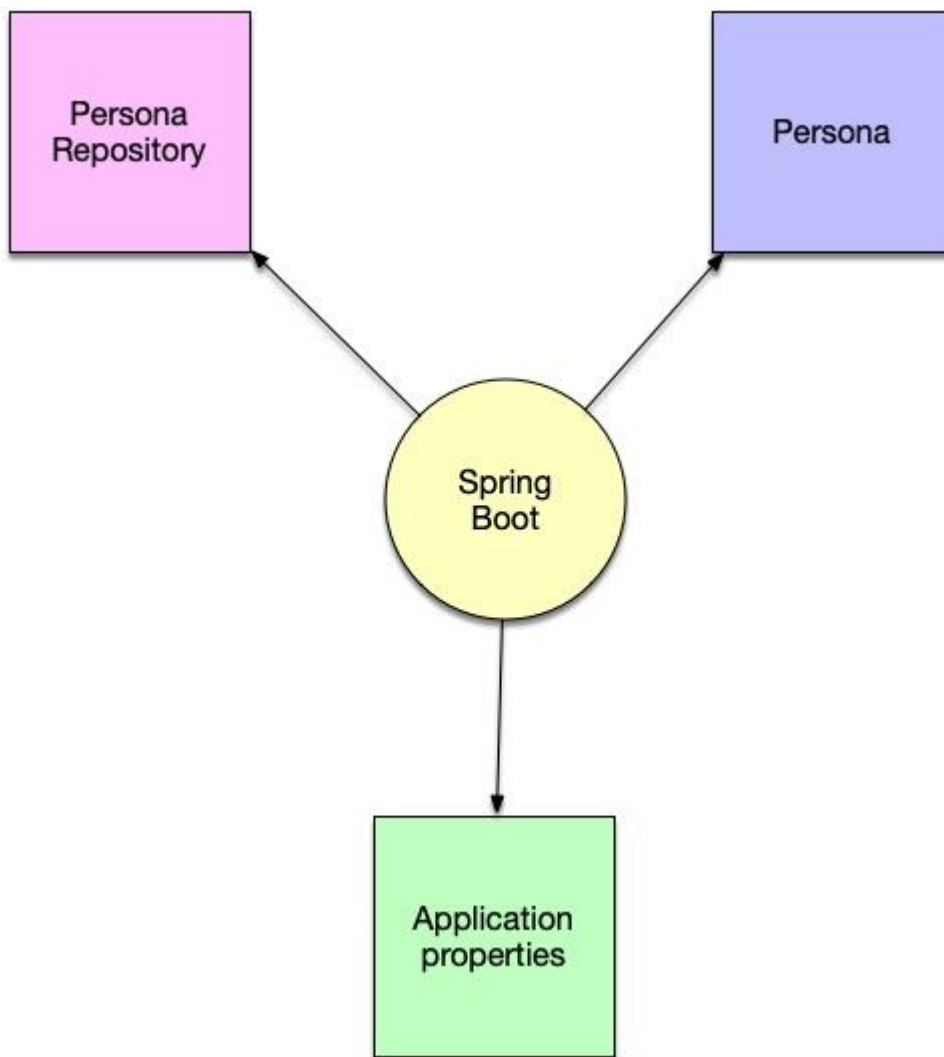 Persona
Repository
Persona
Spring
Boot
Application
properties